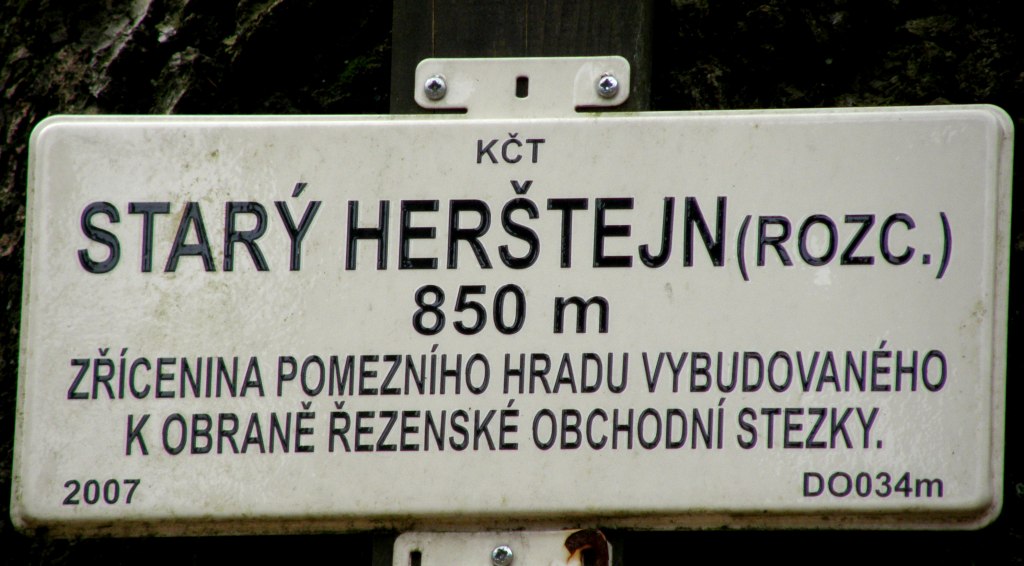 KČT
STARÝ HERŠTEJN (ROZC.)
850 m
ZŘÍCENINA POMEZNÍHO HRADU VYBUDOVANÉHO
K OBRANĚ ŘEZENSKÉ OBCHODNÍ STEZKY.
2007 DO034m